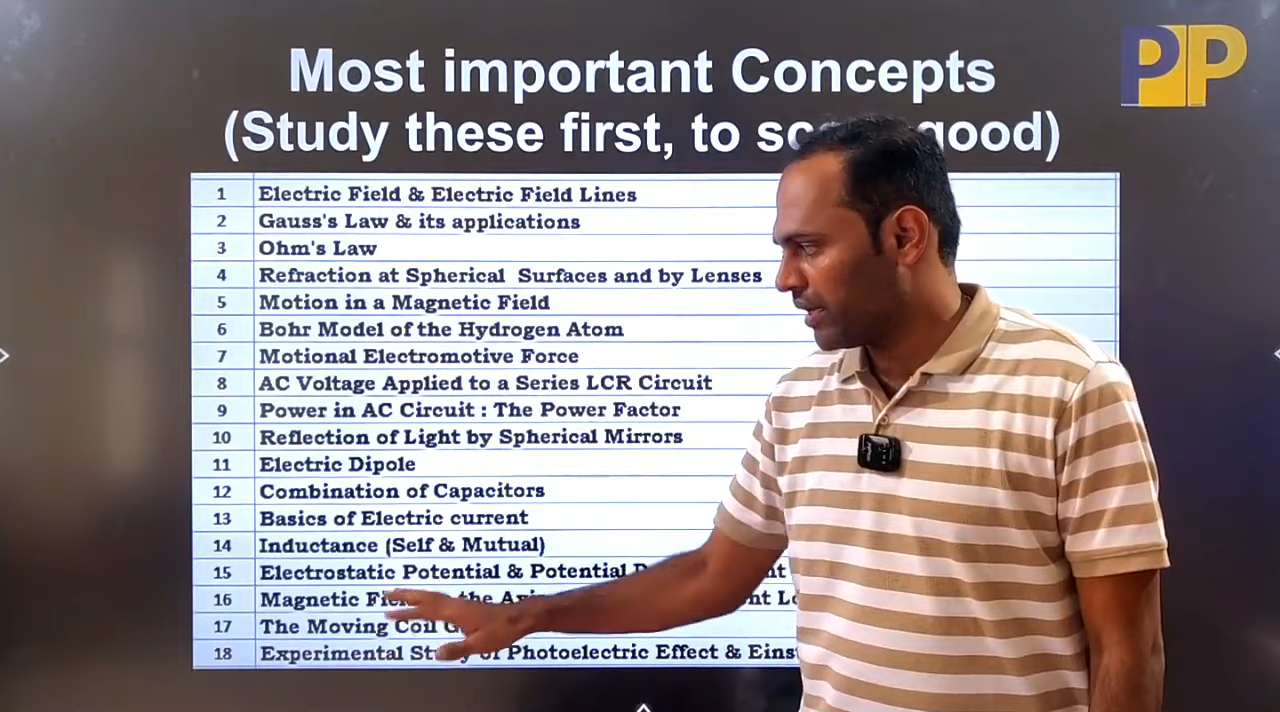 PIP
Most important Concepts
(Study these first, to good)
1 Electric Field & Electric Field Lines
2 Gauss's Law & its applications
3 Ohm's Law
4 Refraction at Spherical Surfaces and by Lenses
5 Motion in a Magnetic Field
6 Bohr Model of the Hydrogen Atom
7 Motional Electromotive Force
8 AC Voltage Applied to a Series LCR Circuit
9 Power in AC Circuit : The Power Factor
10 Reflection of Light by Spherical Mirrors
11 Electric Dipole
12 Combination of Capacitors
13 Basics of Electric current
14 Inductance (Self & Mutual)
15 Electrostatic Potential & Potential
16 Magnetic the
17 The Moving Coil
18 Experimental of Photoelectric Effect &